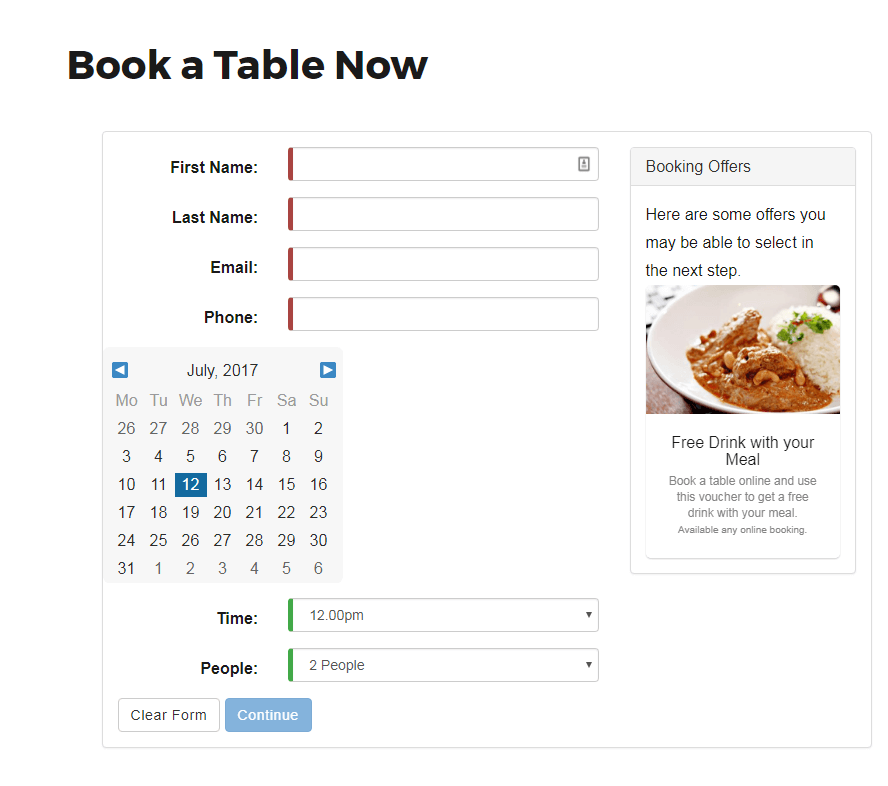 Book a Table Now
First Name:
Last Name:
Email:
Phone:
July, 2017
Mo Tu We Th Fr Sa Su
26 27 28 29 30 1 2
3 4 5 6 7 8 9
10 11 12 13 14 15 16
17 18 19 20 21 22 23
24 25 26 27 28 29 30
31 1 2 3 4 5 6
Time: 12.00pm
People: 2 People
Clear Form Continue
Booking Offers
Here are some offers you
may be able to select in
the next step.
Free Drink with your
Meal
Book a table online and use
this voucher to get a free
drink with your meal.
Available any online booking.